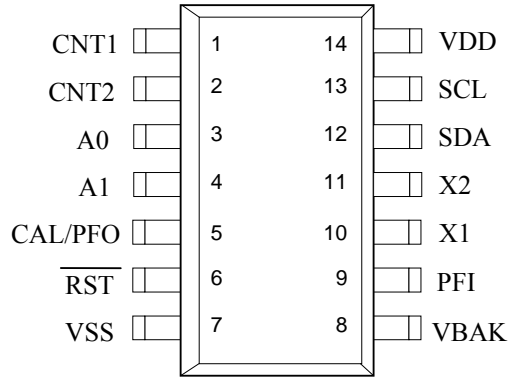 CNT1 1 14 VDD
CNT2 2 13 SCL
A0 3 12 SDA
A1 4 11 X2
CAL/PFO 5 10 X1
R̅S̅T̅ 6 9 PFI
VSS 7 8 VBAK